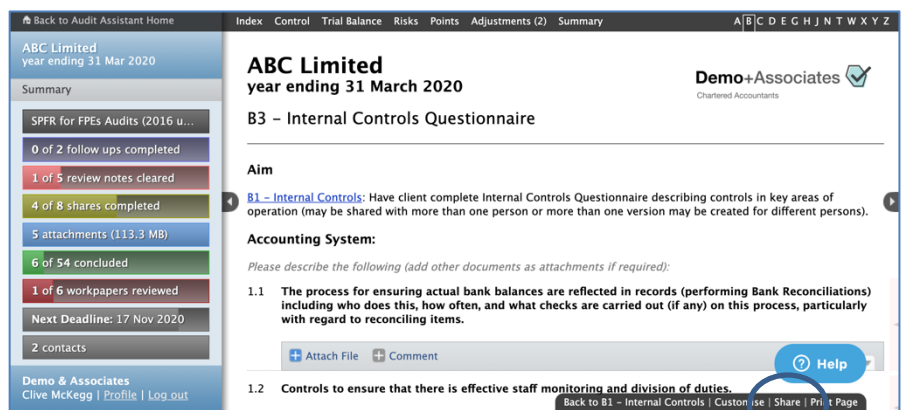 Back to Audit Assistant Home
Index Control Trial Balance Risks Points Adjustments (2) Summary
A B C D E G H J N T W X Y Z
ABC Limited
year ending 31 Mar 2020
Summary
SPFR for FPEs Audits (2016 u...
0 of 2 follow ups completed
1 of 5 review notes cleared
4 of 8 shares completed
5 attachments (113.3 MB)
6 of 54 concluded
1 of 6 workpapers reviewed
Next Deadline: 17 Nov 2020
2 contacts
Demo & Associates
Clive McKegg | Profile | Log out
ABC Limited
year ending 31 March 2020
Demo+Associates
Chartered Accountants
B3 – Internal Controls Questionnaire
Aim
B1 – Internal Controls: Have client complete Internal Controls Questionnaire describing controls in key areas of
operation (may be shared with more than one person or more than one version may be created for different persons).
Accounting System:
Please describe the following (add other documents as attachments if required):
1.1 The process for ensuring actual bank balances are reflected in records (performing Bank Reconciliations)
including who does this, how often, and what checks are carried out (if any) on this process, particularly
with regard to reconciling items.
Attach File Comment
Help
1.2 Controls to ensure that there is effective staff monitoring and division of duties.
Back to B1 – Internal Controls | Customise | Share | Print Page